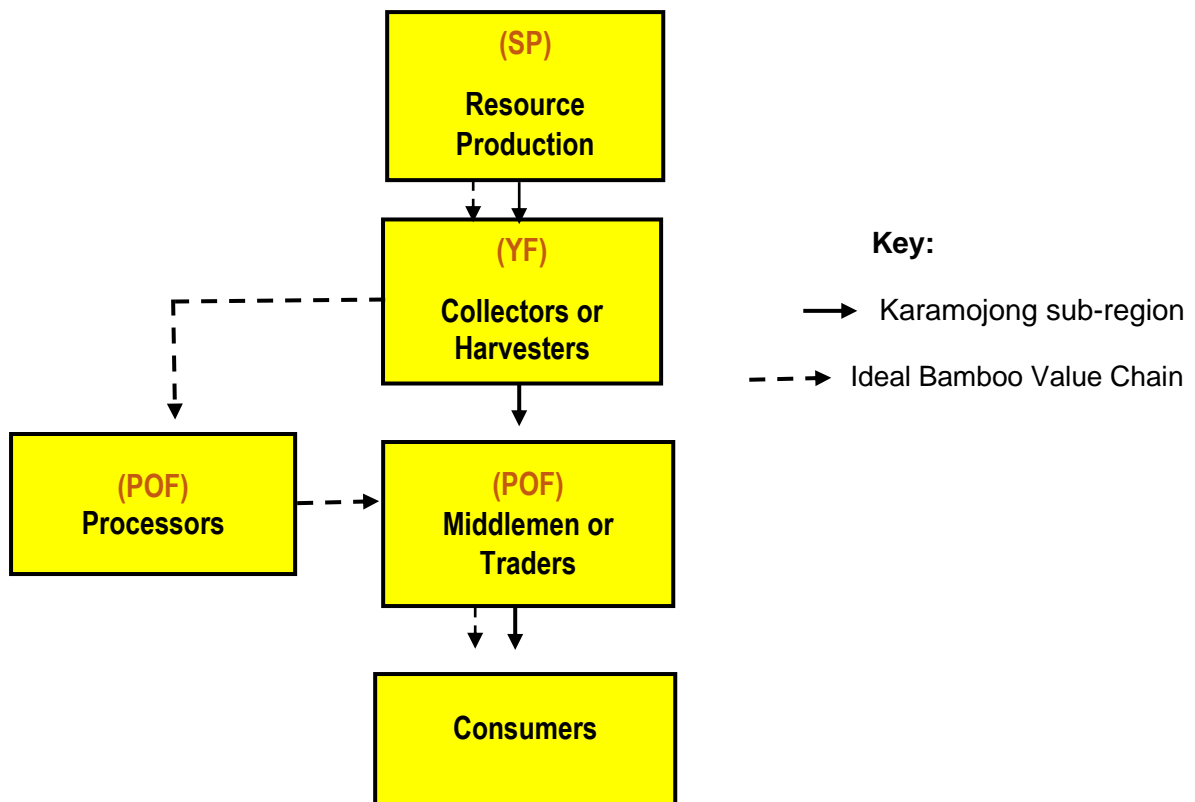 (SP)
Resource
Production
(YF)
Collectors or
Harvesters
Key:
Karamojong sub-region
Ideal Bamboo Value Chain
(POF)
Processors
(POF)
Middlemen or
Traders
Consumers